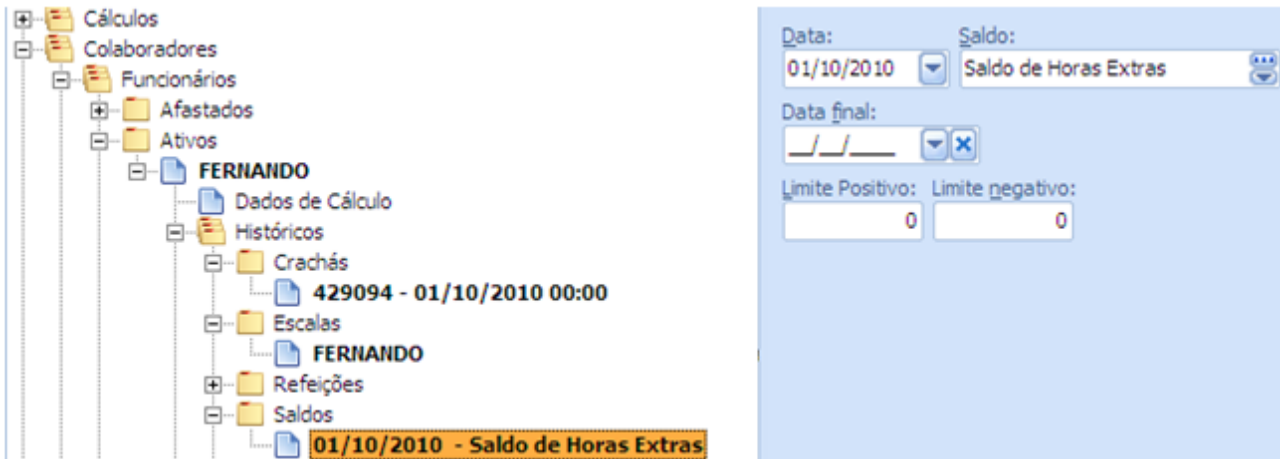 Cálculos
Colaboradores
Funcionários
Afastados
Ativos
FERNANDO
Dados de Cálculo
Históricos
Crachás
429094 - 01/10/2010 00:00
Escalas
FERNANDO
Refeições
Saldos
01/10/2010 - Saldo de Horas Extras
Data: Saldo:
01/10/2010 Saldo de Horas Extras
Data final:
__/__/____
Limite Positivo: Limite negativo:
0 0